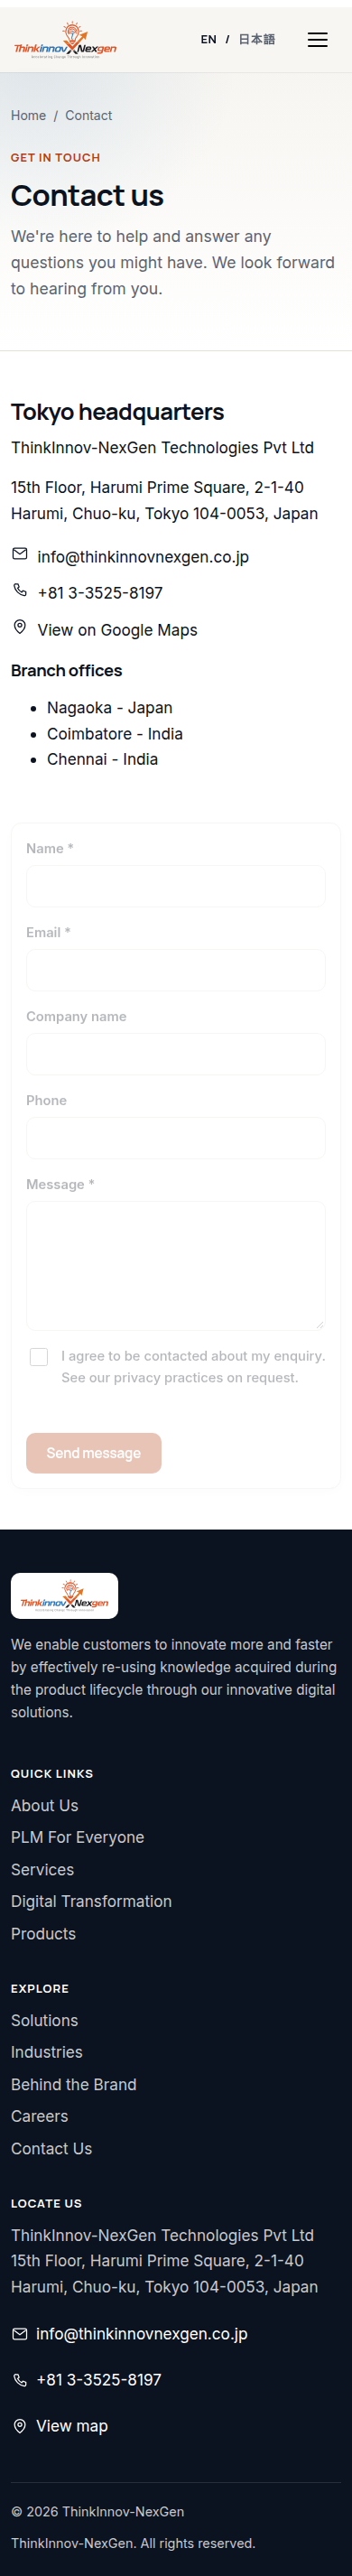 ThinkinnovXNexgen
EN / 日本語
Home / Contact
GET IN TOUCH
Contact us
We're here to help and answer any
questions you might have. We look forward
to hearing from you.
Tokyo headquarters
ThinkInnov-NexGen Technologies Pvt Ltd
15th Floor, Harumi Prime Square, 2-1-40
Harumi, Chuo-ku, Tokyo 104-0053, Japan
info@thinkinnovnexgen.co.jp
+81 3-3525-8197
View on Google Maps
Branch offices
• Nagaoka - Japan
• Coimbatore - India
• Chennai - India
Name *
Email *
Company name
Phone
Message *
I agree to be contacted about my enquiry.
See our privacy practices on request.
Send message
ThinkinnovXNexgen
We enable customers to innovate more and faster
by effectively re-using knowledge acquired during
the product lifecycle through our innovative digital
solutions.
QUICK LINKS
About Us
PLM For Everyone
Services
Digital Transformation
Products
EXPLORE
Solutions
Industries
Behind the Brand
Careers
Contact Us
LOCATE US
ThinkInnov-NexGen Technologies Pvt Ltd
15th Floor, Harumi Prime Square, 2-1-40
Harumi, Chuo-ku, Tokyo 104-0053, Japan
info@thinkinnovnexgen.co.jp
+81 3-3525-8197
View map
© 2026 ThinkInnov-NexGen
ThinkInnov-NexGen. All rights reserved.